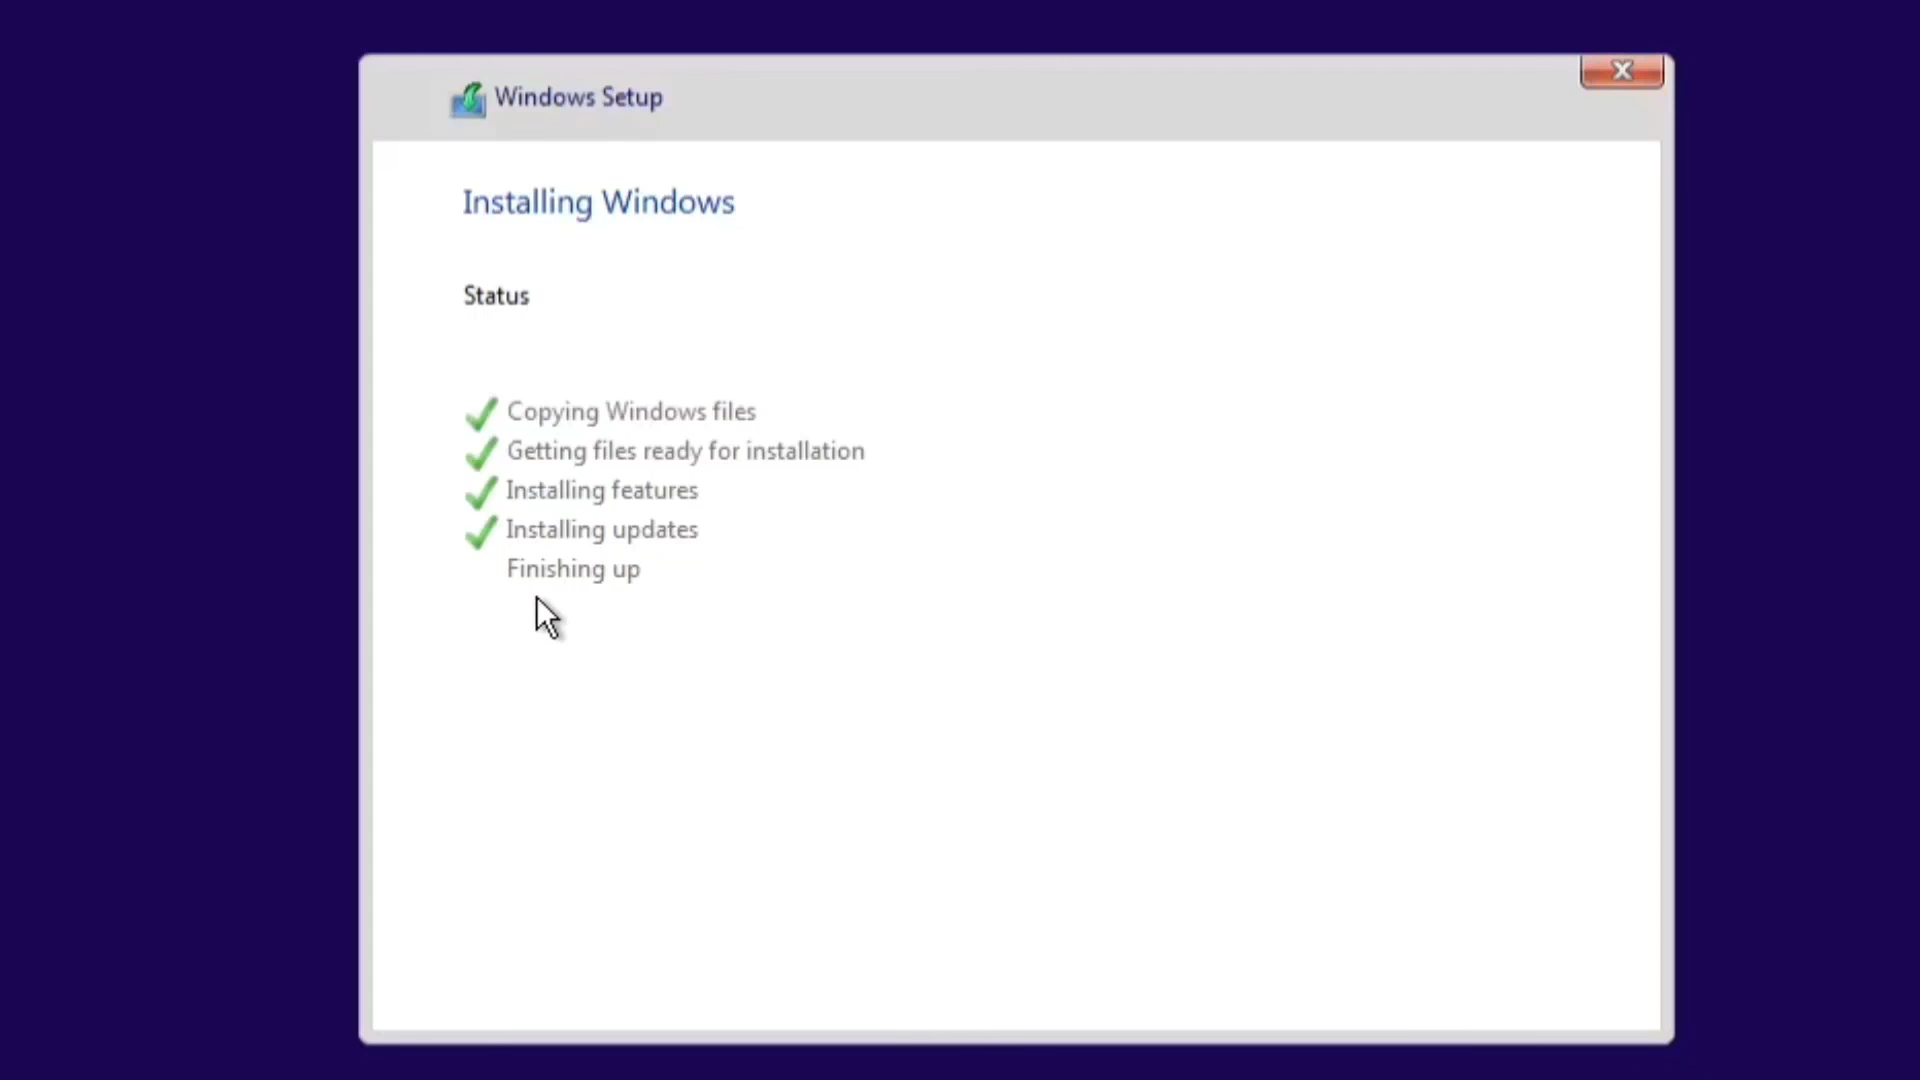 Windows Setup
Installing Windows
Status
Copying Windows files
Getting files ready for installation
Installing features
Installing updates
Finishing up